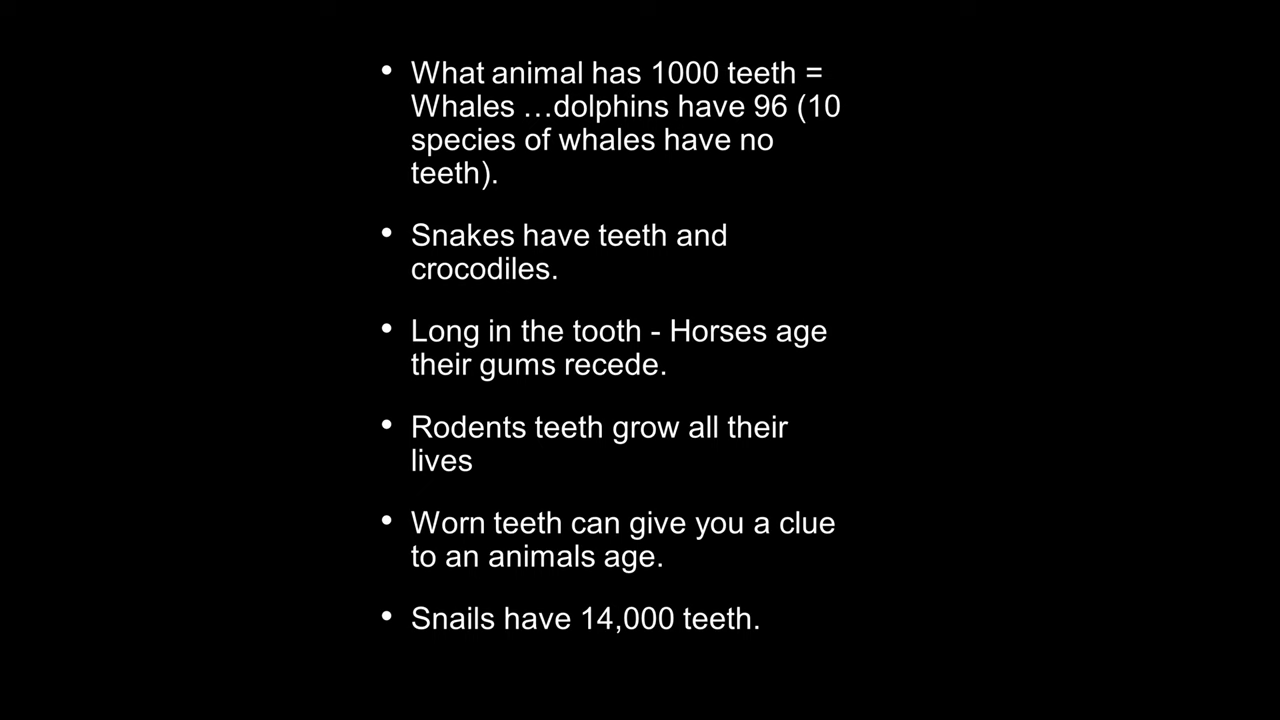 • What animal has 1000 teeth =
Whales …dolphins have 96 (10
species of whales have no
teeth).
• Snakes have teeth and
crocodiles.
• Long in the tooth - Horses age
their gums recede.
• Rodents teeth grow all their
lives
• Worn teeth can give you a clue
to an animals age.
• Snails have 14,000 teeth.